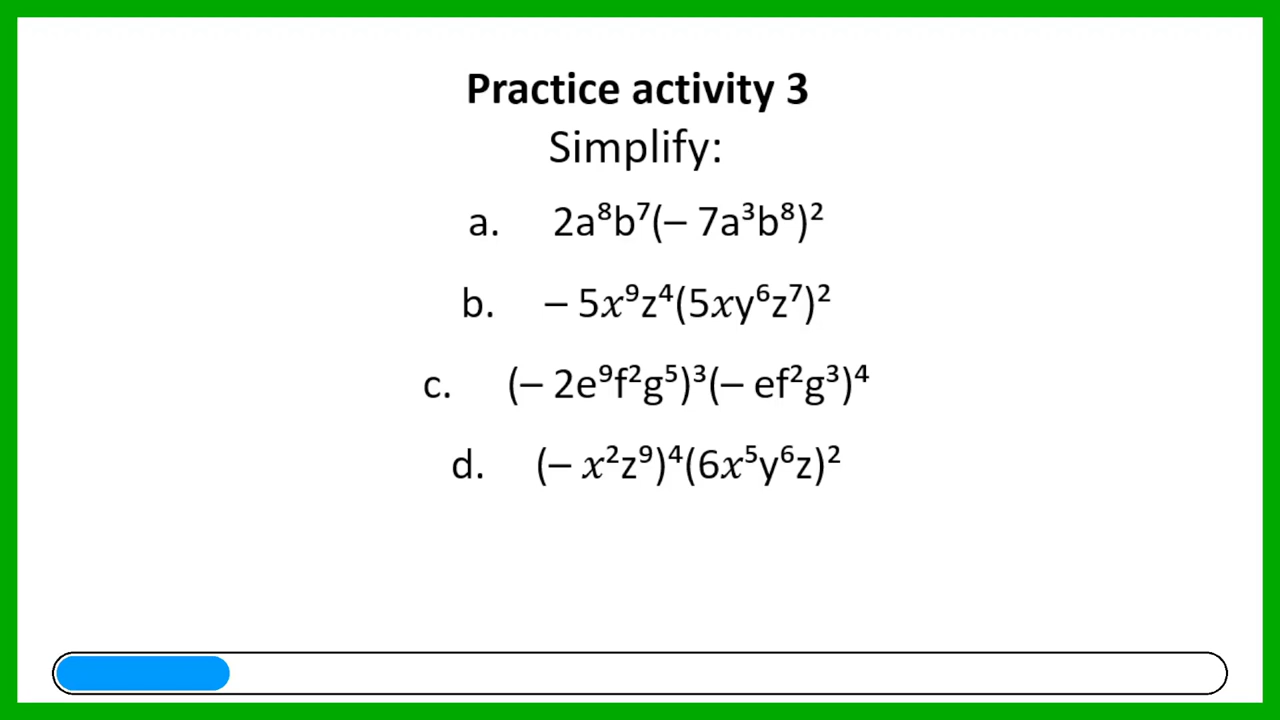 Practice activity 3
Simplify:
a. 2a⁸b⁷(– 7a³b⁸)²
b. – 5𝑥⁹z⁴(5𝑥y⁶z⁷)²
c. (– 2e⁹f²g⁵)³(– ef²g³)⁴
d. (– 𝑥²z⁹)⁴(6𝑥⁵y⁶z)²